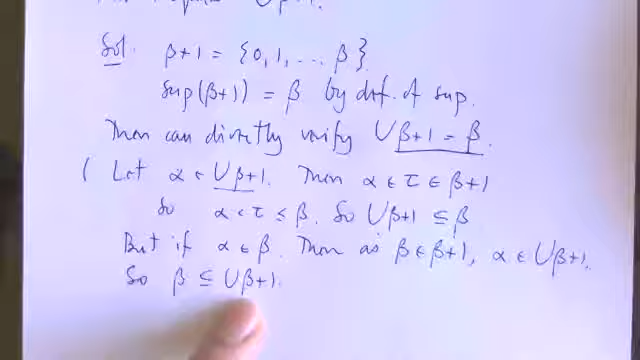 ∪β+1.
Sol. β+1 = {0, 1, ... β}.
sup(β+1) = β by def. of sup.
Then can directly verify ∪β+1 = β.
( Let α ∈ ∪β+1. Then α ∈ τ ∈ β+1
So α < τ ≤ β. So ∪β+1 ⊆ β
But if α ∈ β. Then as β ∈ β+1, α ∈ ∪β+1.
So β ⊆ ∪β+1.